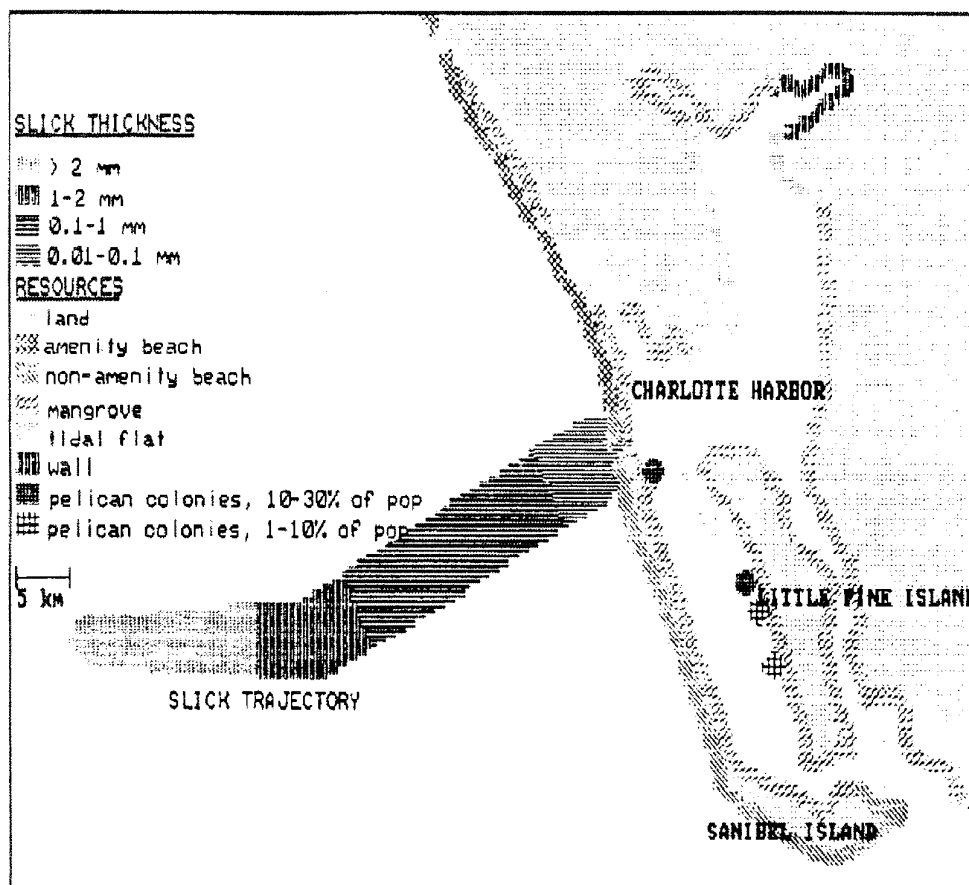 SLICK THICKNESS
> 2 mm
1-2 mm
0.1-1 mm
0.01-0.1 mm
RESOURCES
land
amenity beach
non-amenity beach
mangrove
tidal flat
wall
pelican colonies, 10-30% of pop
pelican colonies, 1-10% of pop
5 km
SLICK TRAJECTORY
CHARLOTTE HARBOR
LITTLE PINE ISLAND
SANIBEL ISLAND